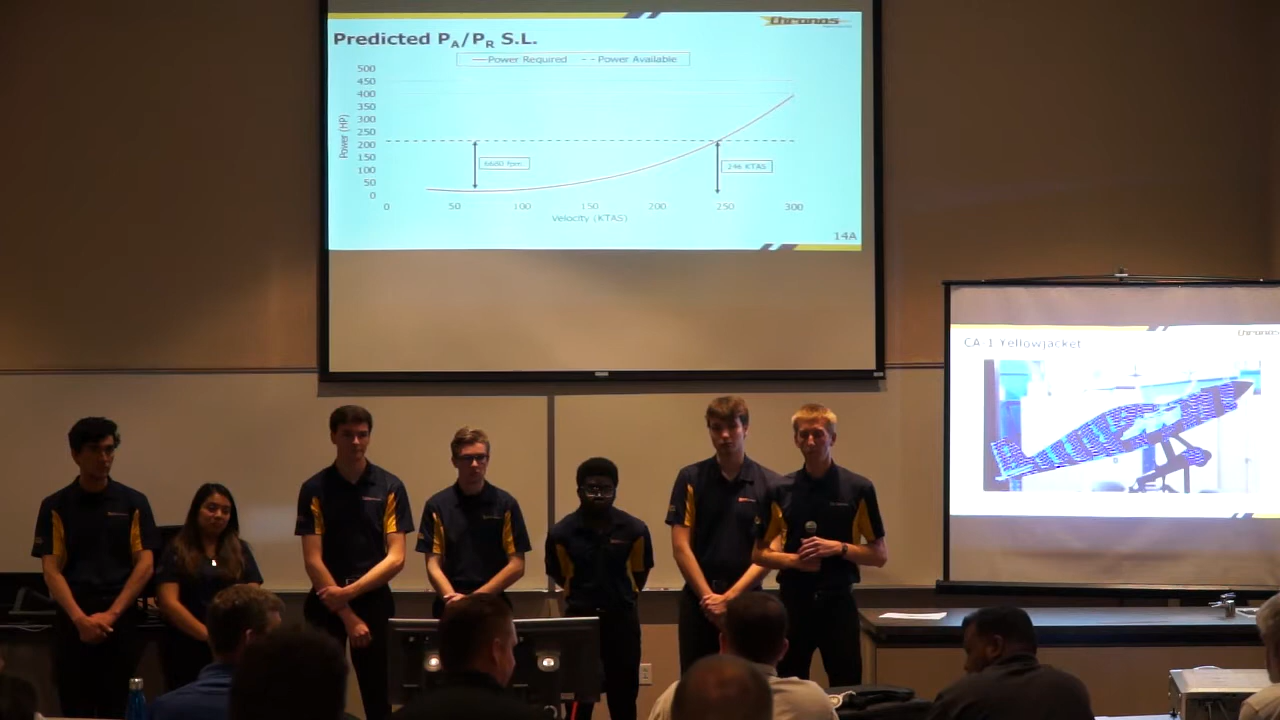 thronos
Predicted PA/PR S.L.
Power Required Power Available
500
450
400
350
300
250
200
150
100
50
0
Power (HP)
246 KTAS
0 50 100 150 200 250 300
Velocity (KTAS)
14A
CA-1 Yellowjacket